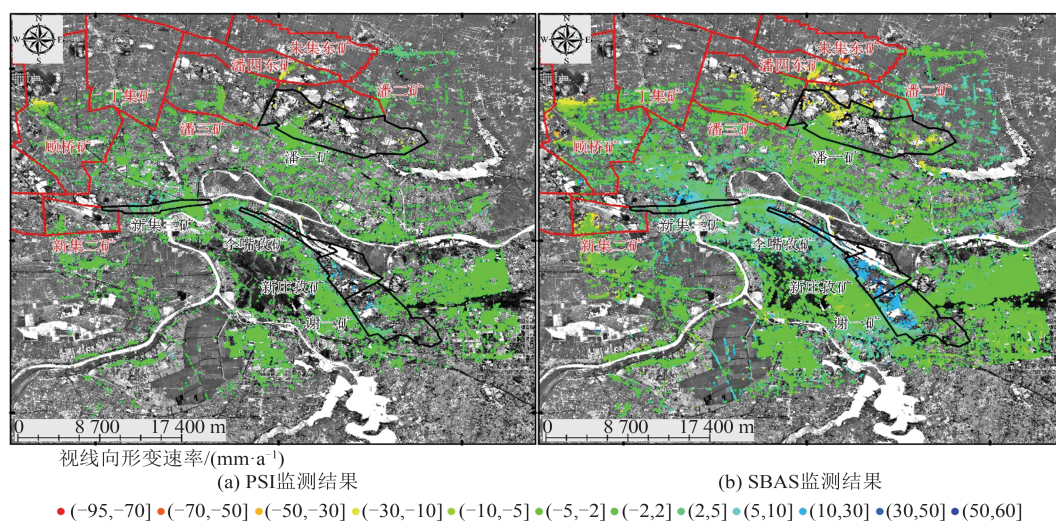 N
W E
S
朱集东矿
潘四东矿
潘二矿
丁集矿
潘三矿
顾桥矿
潘一矿
新集一矿
李嘴孜矿
新集二矿
新庄孜矿
谢一矿
0 8 700 17 400 m
N
W E
S
朱集东矿
潘四东矿
潘二矿
丁集矿
潘三矿
顾桥矿
潘一矿
新集一矿
李嘴孜矿
新集二矿
新庄孜矿
谢一矿
0 8 700 17 400 m
视线向形变速率/(mm·a⁻¹)
(a) PSI监测结果
(b) SBAS监测结果
(−95,−70] (−70,−50] (−50,−30] (−30,−10] (−10,−5] (−5,−2] (−2,2] (2,5] (5,10] (10,30] (30,50] (50,60]